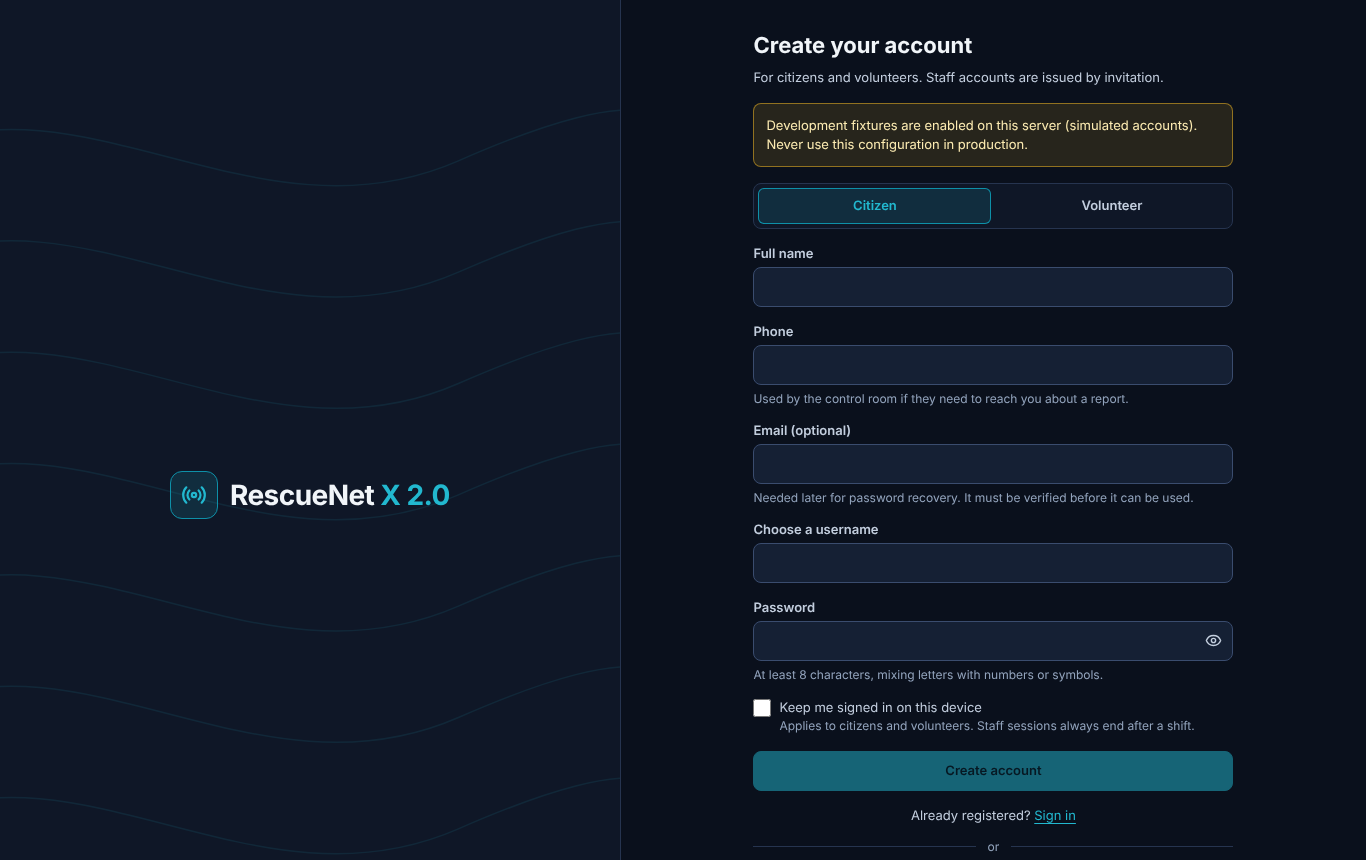 RescueNet X 2.0
Create your account
For citizens and volunteers. Staff accounts are issued by invitation.
Development fixtures are enabled on this server (simulated accounts).
Never use this configuration in production.
Citizen
Volunteer
Full name
Phone
Used by the control room if they need to reach you about a report.
Email (optional)
Needed later for password recovery. It must be verified before it can be used.
Choose a username
Password
At least 8 characters, mixing letters with numbers or symbols.
Keep me signed in on this device
Applies to citizens and volunteers. Staff sessions always end after a shift.
Create account
Already registered? Sign in
or